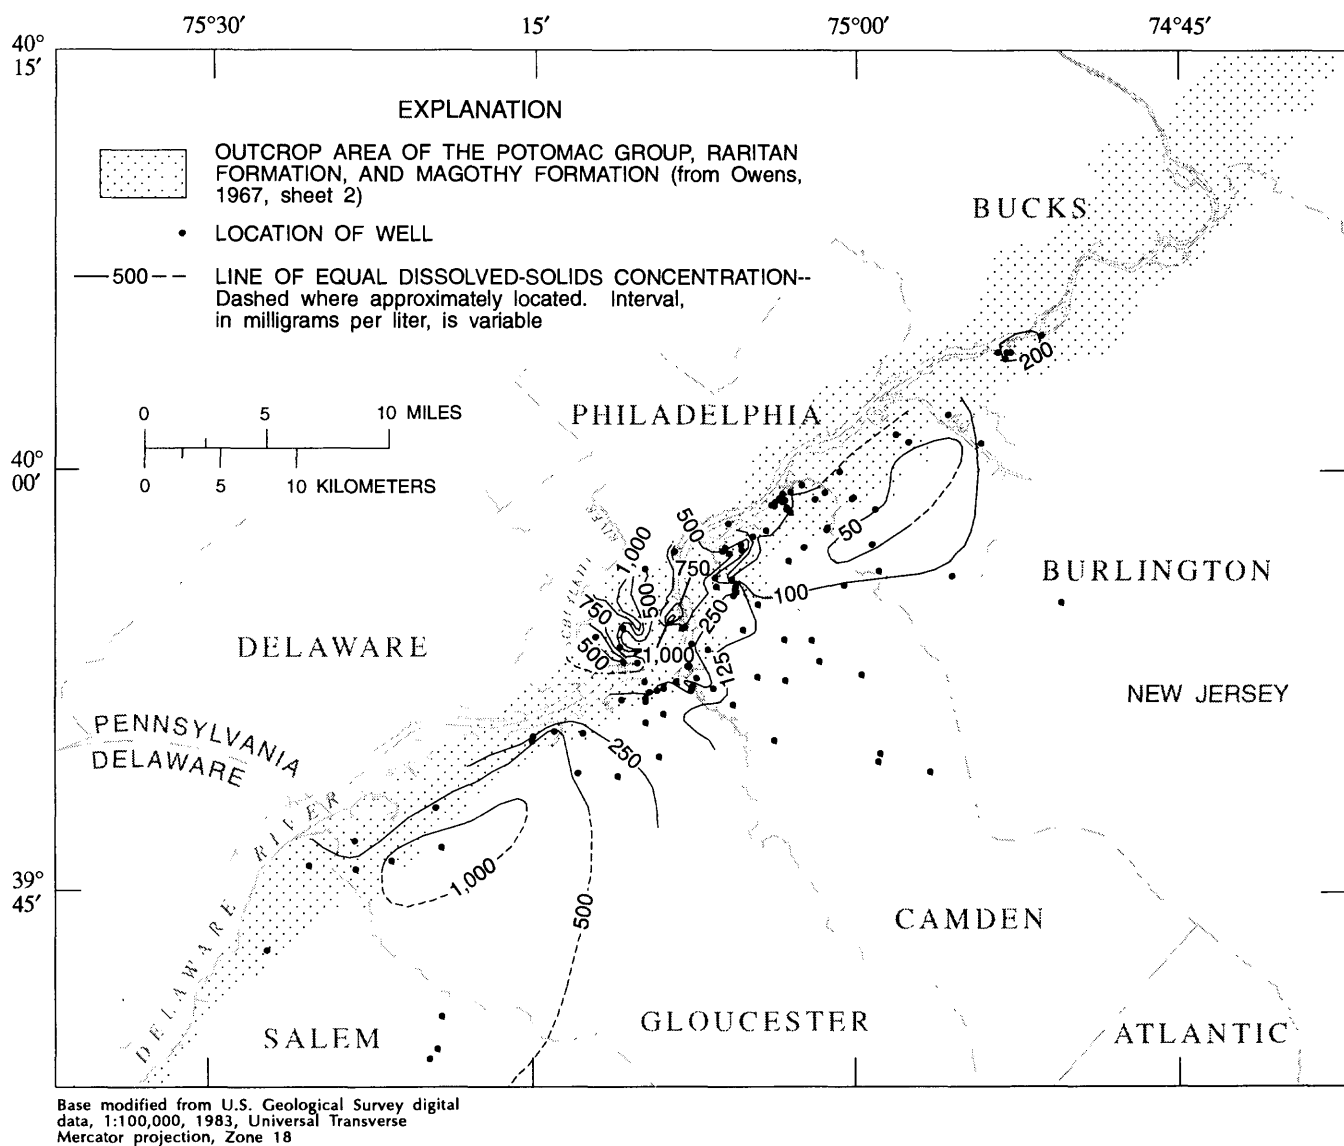 75°30′ 15′ 75°00′ 74°45′
40°
15′
EXPLANATION
OUTCROP AREA OF THE POTOMAC GROUP, RARITAN
FORMATION, AND MAGOTHY FORMATION (from Owens,
1967, sheet 2)
LOCATION OF WELL
500
LINE OF EQUAL DISSOLVED-SOLIDS CONCENTRATION--
Dashed where approximately located. Interval,
in milligrams per liter, is variable
0 5 10 MILES
0 5 10 KILOMETERS
BUCKS
200
PHILADELPHIA
40°
00′
RIVER
500
1,000
50
750
BURLINGTON
500
100
750
250
DELAWARE
500
1,000
125
NEW JERSEY
PENNSYLVANIA
DELAWARE
250
DELAWARE RIVER
1,000
39°
45′
500
CAMDEN
SALEM
GLOUCESTER
ATLANTIC
Base modified from U.S. Geological Survey digital
data, 1:100,000, 1983, Universal Transverse
Mercator projection, Zone 18